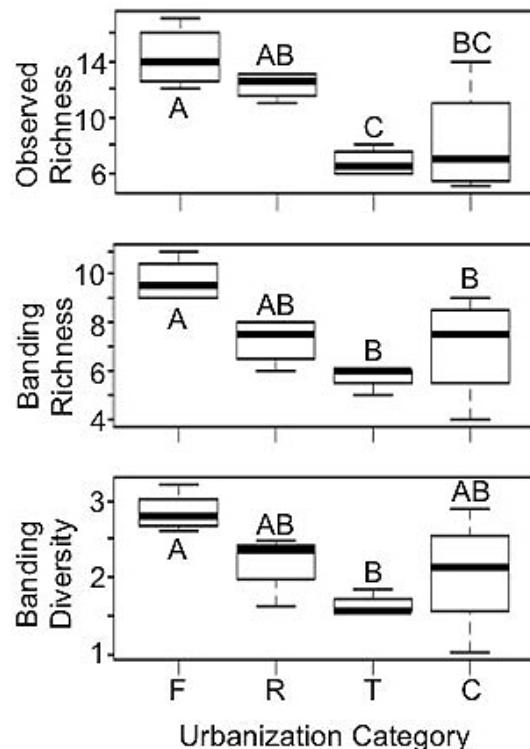 Observed
Richness
14
10
6
A
AB
C
BC
Banding
Richness
10
8
6
4
A
AB
B
B
Banding
Diversity
3
2
1
A
AB
B
AB
F R T C
Urbanization Category